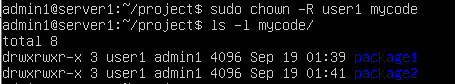 admin1@server1:~/project$ sudo chown -R user1 mycode
admin1@server1:~/project$ ls -l mycode/
total 8
drwxrwxr-x 3 user1 admin1 4096 Sep 19 01:39 package1
drwxrwxr-x 3 user1 admin1 4096 Sep 19 01:41 package2